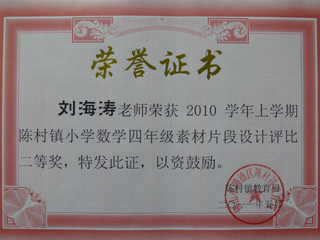 荣誉证书
刘海涛老师荣获 2010 学年上学期
陈村镇小学数学四年级素材片段设计评比
二等奖，特发此证，以资鼓励。
陈村镇教育局